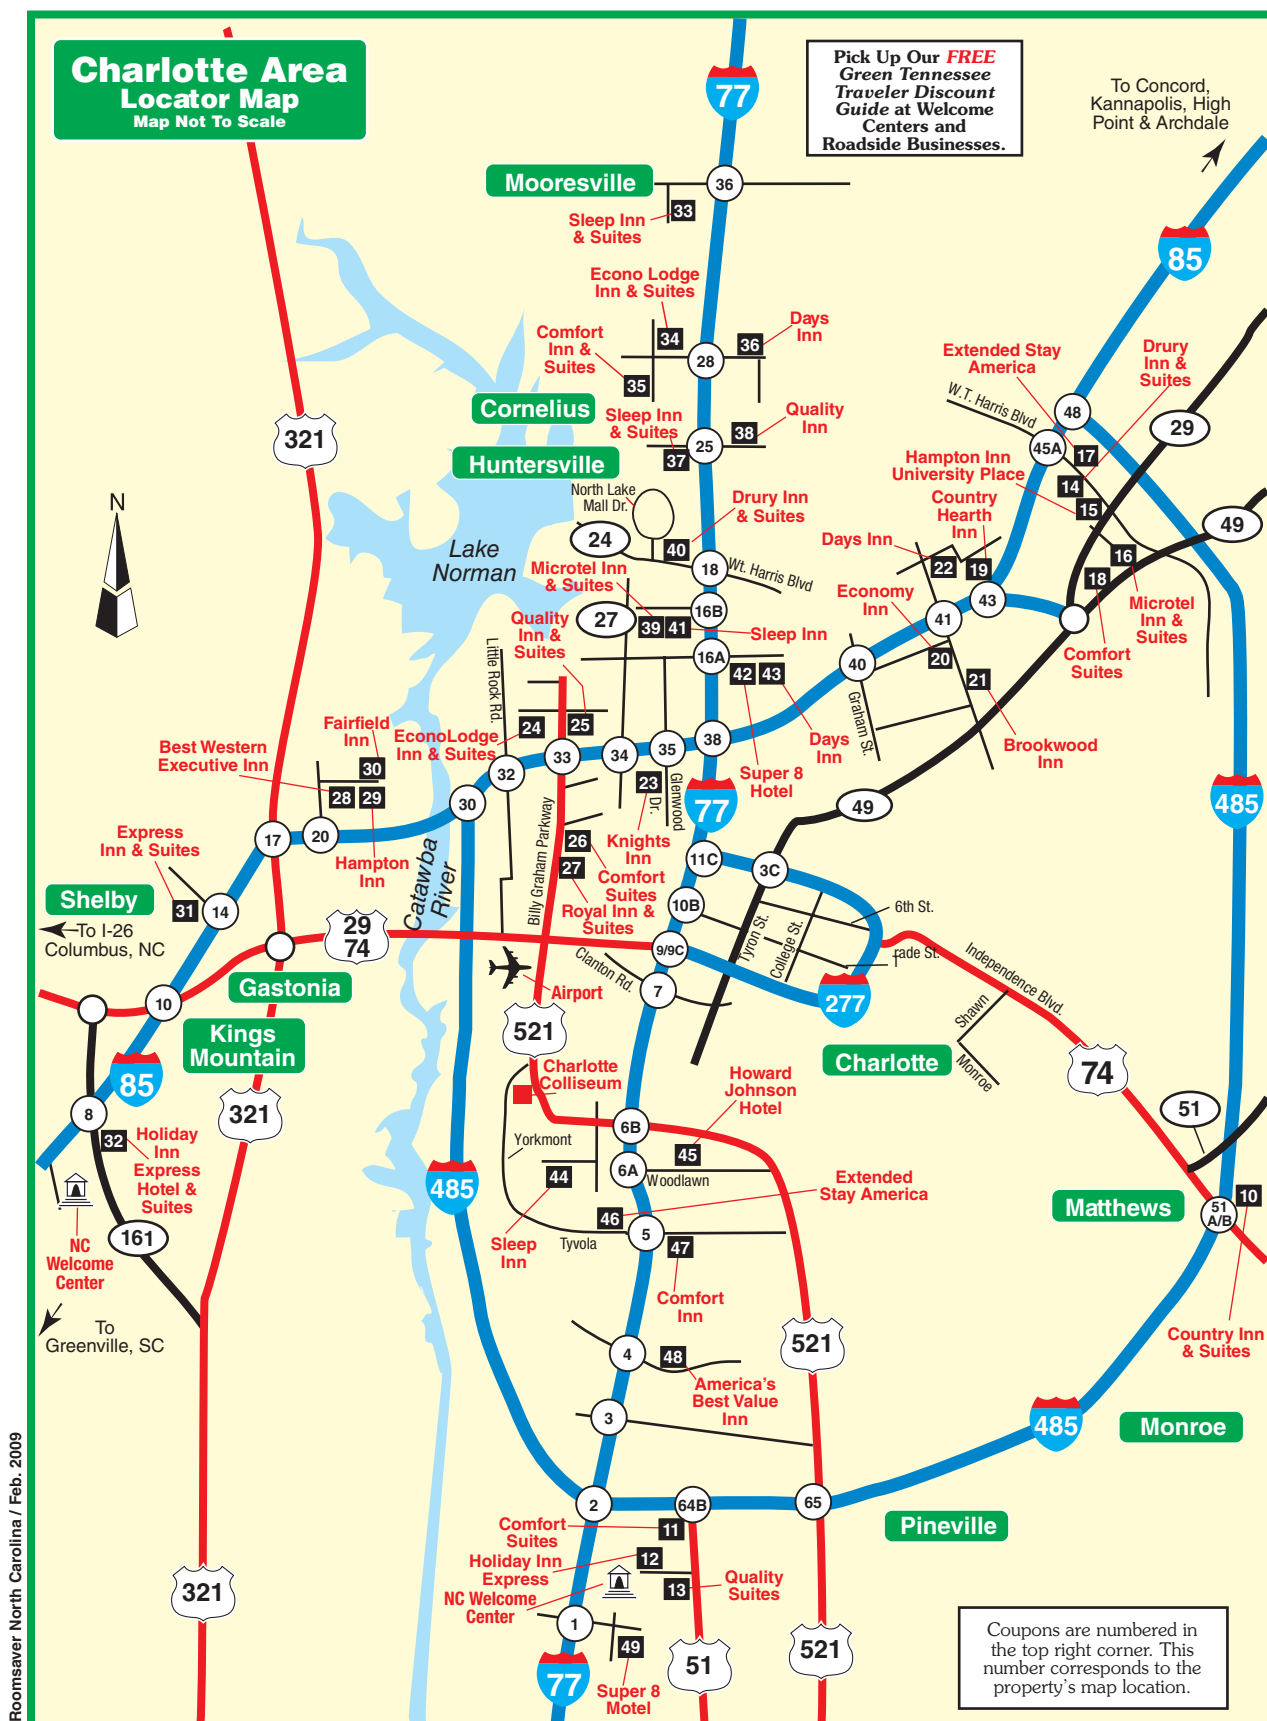 Charlotte Area
Locator Map
Map Not To Scale
77
Pick Up Our FREE
Green Tennessee
Traveler Discount
Guide at Welcome
Centers and
Roadside Businesses.
To Concord,
Kannapolis, High
Point & Archdale
Mooresville
36
33
Sleep Inn
& Suites
85
Econo Lodge
Inn & Suites
34
Days
Inn
36
Comfort
Inn &
Suites
35
28
Extended Stay
America
Drury
Inn &
Suites
W.T. Harris Blvd
48
29
321
Cornelius
Sleep Inn
& Suites
37
25
38
Quality
Inn
45A
17
Huntersville
Hampton Inn
University Place
14
15
North Lake
Mall Dr.
Drury Inn
& Suites
Country
Hearth
Inn
49
N
24
40
Lake
Norman
Days Inn
22
19
16
18
Wt. Harris Blvd
Microtel Inn
& Suites
18
Economy
Inn
43
Microtel
Inn &
Suites
27
16B
39
41
Sleep Inn
41
Quality
Inn &
Suites
Little Rock Rd.
16A
42
43
40
20
21
Comfort
Suites
Graham St.
24
25
Fairfield
Inn
EconoLodge
Inn & Suites
38
Days
Inn
Brookwood
Inn
Best Western
Executive Inn
30
33
34
35
32
Super 8
Hotel
28
29
23
Glenwood
Dr.
77
49
485
30
Express
Inn & Suites
17
20
Billy Graham Parkway
26
Knights
Inn
Hampton
Inn
27
Comfort
Suites
11C
3C
Shelby
31
14
Catawba
River
Royal Inn &
Suites
10B
6th St.
To I-26
Columbus, NC
29
74
Tyron St.
College St.
9/9C
rade St.
Independence Blvd.
Clanton Rd.
Gastonia
Airport
7
277
10
521
Shawn
Kings
Mountain
Charlotte
Monroe
74
85
Charlotte
Colliseum
Howard
Johnson
Hotel
321
51
8
6B
32
Holiday
Inn
Express
Hotel &
Suites
Yorkmont
45
44
6A
Woodlawn
485
Extended
Stay America
10
Matthews
51
A/B
161
46
Sleep
Inn
Tyvola
5
47
NC
Welcome
Center
Comfort
Inn
To
Greenville, SC
Country Inn
& Suites
521
4
48
America's
Best Value
Inn
3
485
Monroe
Roomsaver North Carolina / Feb. 2009
2
64B
65
Pineville
Comfort
Suites
11
Holiday Inn
Express
12
321
NC Welcome
Center
13
Quality
Suites
1
49
521
51
77
Super 8
Motel
Coupons are numbered in
the top right corner. This
number corresponds to the
property's map location.